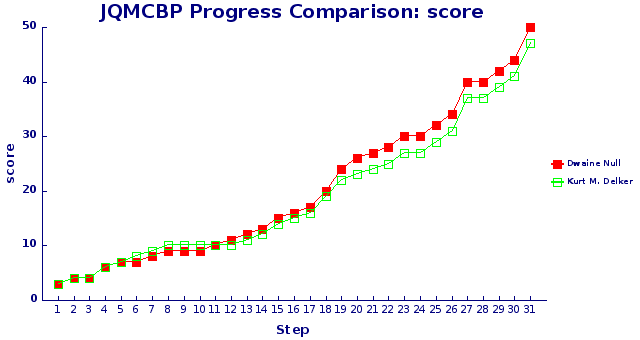 JQMCBP Progress Comparison: score
50
40
30
20
10
0
score
1 2 3 4 5 6 7 8 9 10 11 12 13 14 15 16 17 18 19 20 21 22 23 24 25 26 27 28 29 30 31
Step
Dwaine Null
Kurt M. Delker